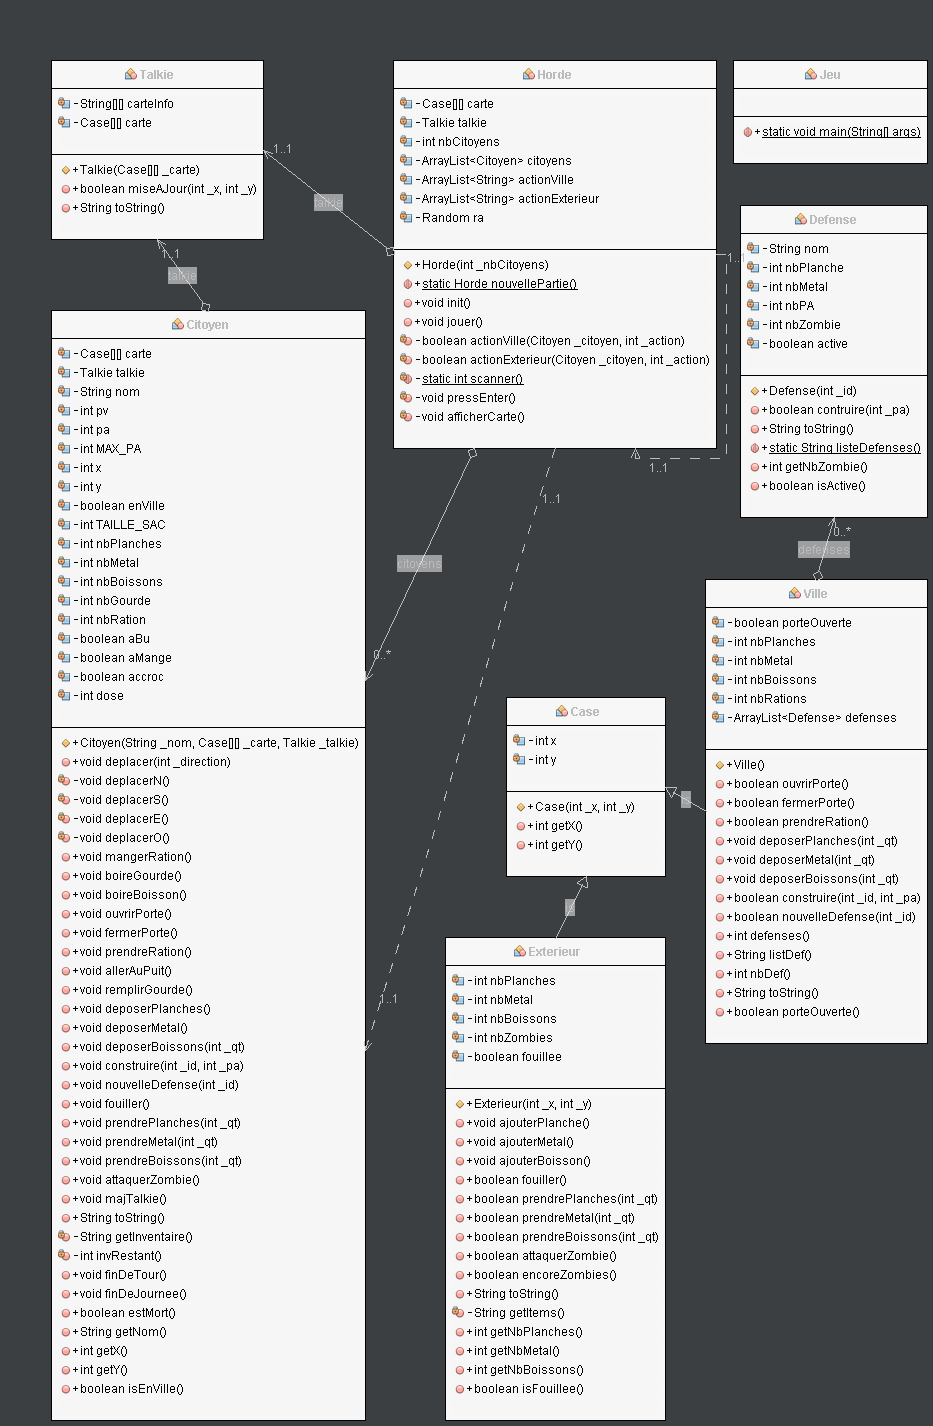 Talkie
-String[][] carteInfo
-Case[][] carte
+Talkie(Case[][] _carte)
+boolean miseAJour(int _x, int _y)
+String toString()
1..1
talkie
Horde
-Case[][] carte
-Talkie talkie
-int nbCitoyens
-ArrayList<Citoyen> citoyens
-ArrayList<String> actionVille
-ArrayList<String> actionExterieur
-Random ra
+Horde(int _nbCitoyens)
+static Horde nouvellePartie()
+void init()
+void jouer()
-boolean actionVille(Citoyen _citoyen, int _action)
-boolean actionExterieur(Citoyen _citoyen, int _action)
-static int scanner()
-void pressEnter()
-void afficherCarte()
1..1
1..1
Jeu
+static void main(String[] args)
Defense
-String nom
-int nbPlanche
-int nbMetal
-int nbPA
-int nbZombie
-boolean active
+Defense(int _id)
+boolean contruire(int _pa)
+String toString()
+static String listeDefenses()
+int getNbZombie()
+boolean isActive()
0..*
defenses
1..1
talkie
Citoyen
-Case[][] carte
-Talkie talkie
-String nom
-int pv
-int pa
-int MAX_PA
-int x
-int y
-boolean enVille
-int TAILLE_SAC
-int nbPlanches
-int nbMetal
-int nbBoissons
-int nbGourde
-int nbRation
-boolean aBu
-boolean aMange
-boolean accroc
-int dose
+Citoyen(String _nom, Case[][] _carte, Talkie _talkie)
+void deplacer(int _direction)
-void deplacerN()
-void deplacerS()
-void deplacerE()
-void deplacerO()
+void mangerRation()
+void boireGourde()
+void boireBoisson()
+void ouvrirPorte()
+void fermerPorte()
+void prendreRation()
+void allerAuPuit()
+void remplirGourde()
+void deposerPlanches()
+void deposerMetal()
+void deposerBoissons(int _qt)
+void construire(int _id, int _pa)
+void nouvelleDefense(int _id)
+void fouiller()
+void prendrePlanches(int _qt)
+void prendreMetal(int _qt)
+void prendreBoissons(int _qt)
+void attaquerZombie()
+void majTalkie()
+String toString()
-String getInventaire()
-int invRestant()
+void finDeTour()
+void finDeJournee()
+boolean estMort()
+String getNom()
+int getX()
+int getY()
+boolean isEnVille()
citoyens
0..*
1..1
1..1
Case
-int x
-int y
+Case(int _x, int _y)
+int getX()
+int getY()
Ville
-boolean porteOuverte
-int nbPlanches
-int nbMetal
-int nbBoissons
-int nbRations
-ArrayList<Defense> defenses
+Ville()
+boolean ouvrirPorte()
+boolean fermerPorte()
+boolean prendreRation()
+void deposerPlanches(int _qt)
+void deposerMetal(int _qt)
+void deposerBoissons(int _qt)
+boolean construire(int _id, int _pa)
+boolean nouvelleDefense(int _id)
+int defenses()
+String listDef()
+int nbDef()
+String toString()
+boolean porteOuverte()
Exterieur
-int nbPlanches
-int nbMetal
-int nbBoissons
-int nbZombies
-boolean fouillee
+Exterieur(int _x, int _y)
+void ajouterPlanche()
+void ajouterMetal()
+void ajouterBoisson()
+boolean fouiller()
+boolean prendrePlanches(int _qt)
+boolean prendreMetal(int _qt)
+boolean prendreBoissons(int _qt)
+boolean attaquerZombie()
+boolean encoreZombies()
+String toString()
-String getItems()
+int getNbPlanches()
+int getNbMetal()
+int getNbBoissons()
+boolean isFouillee()